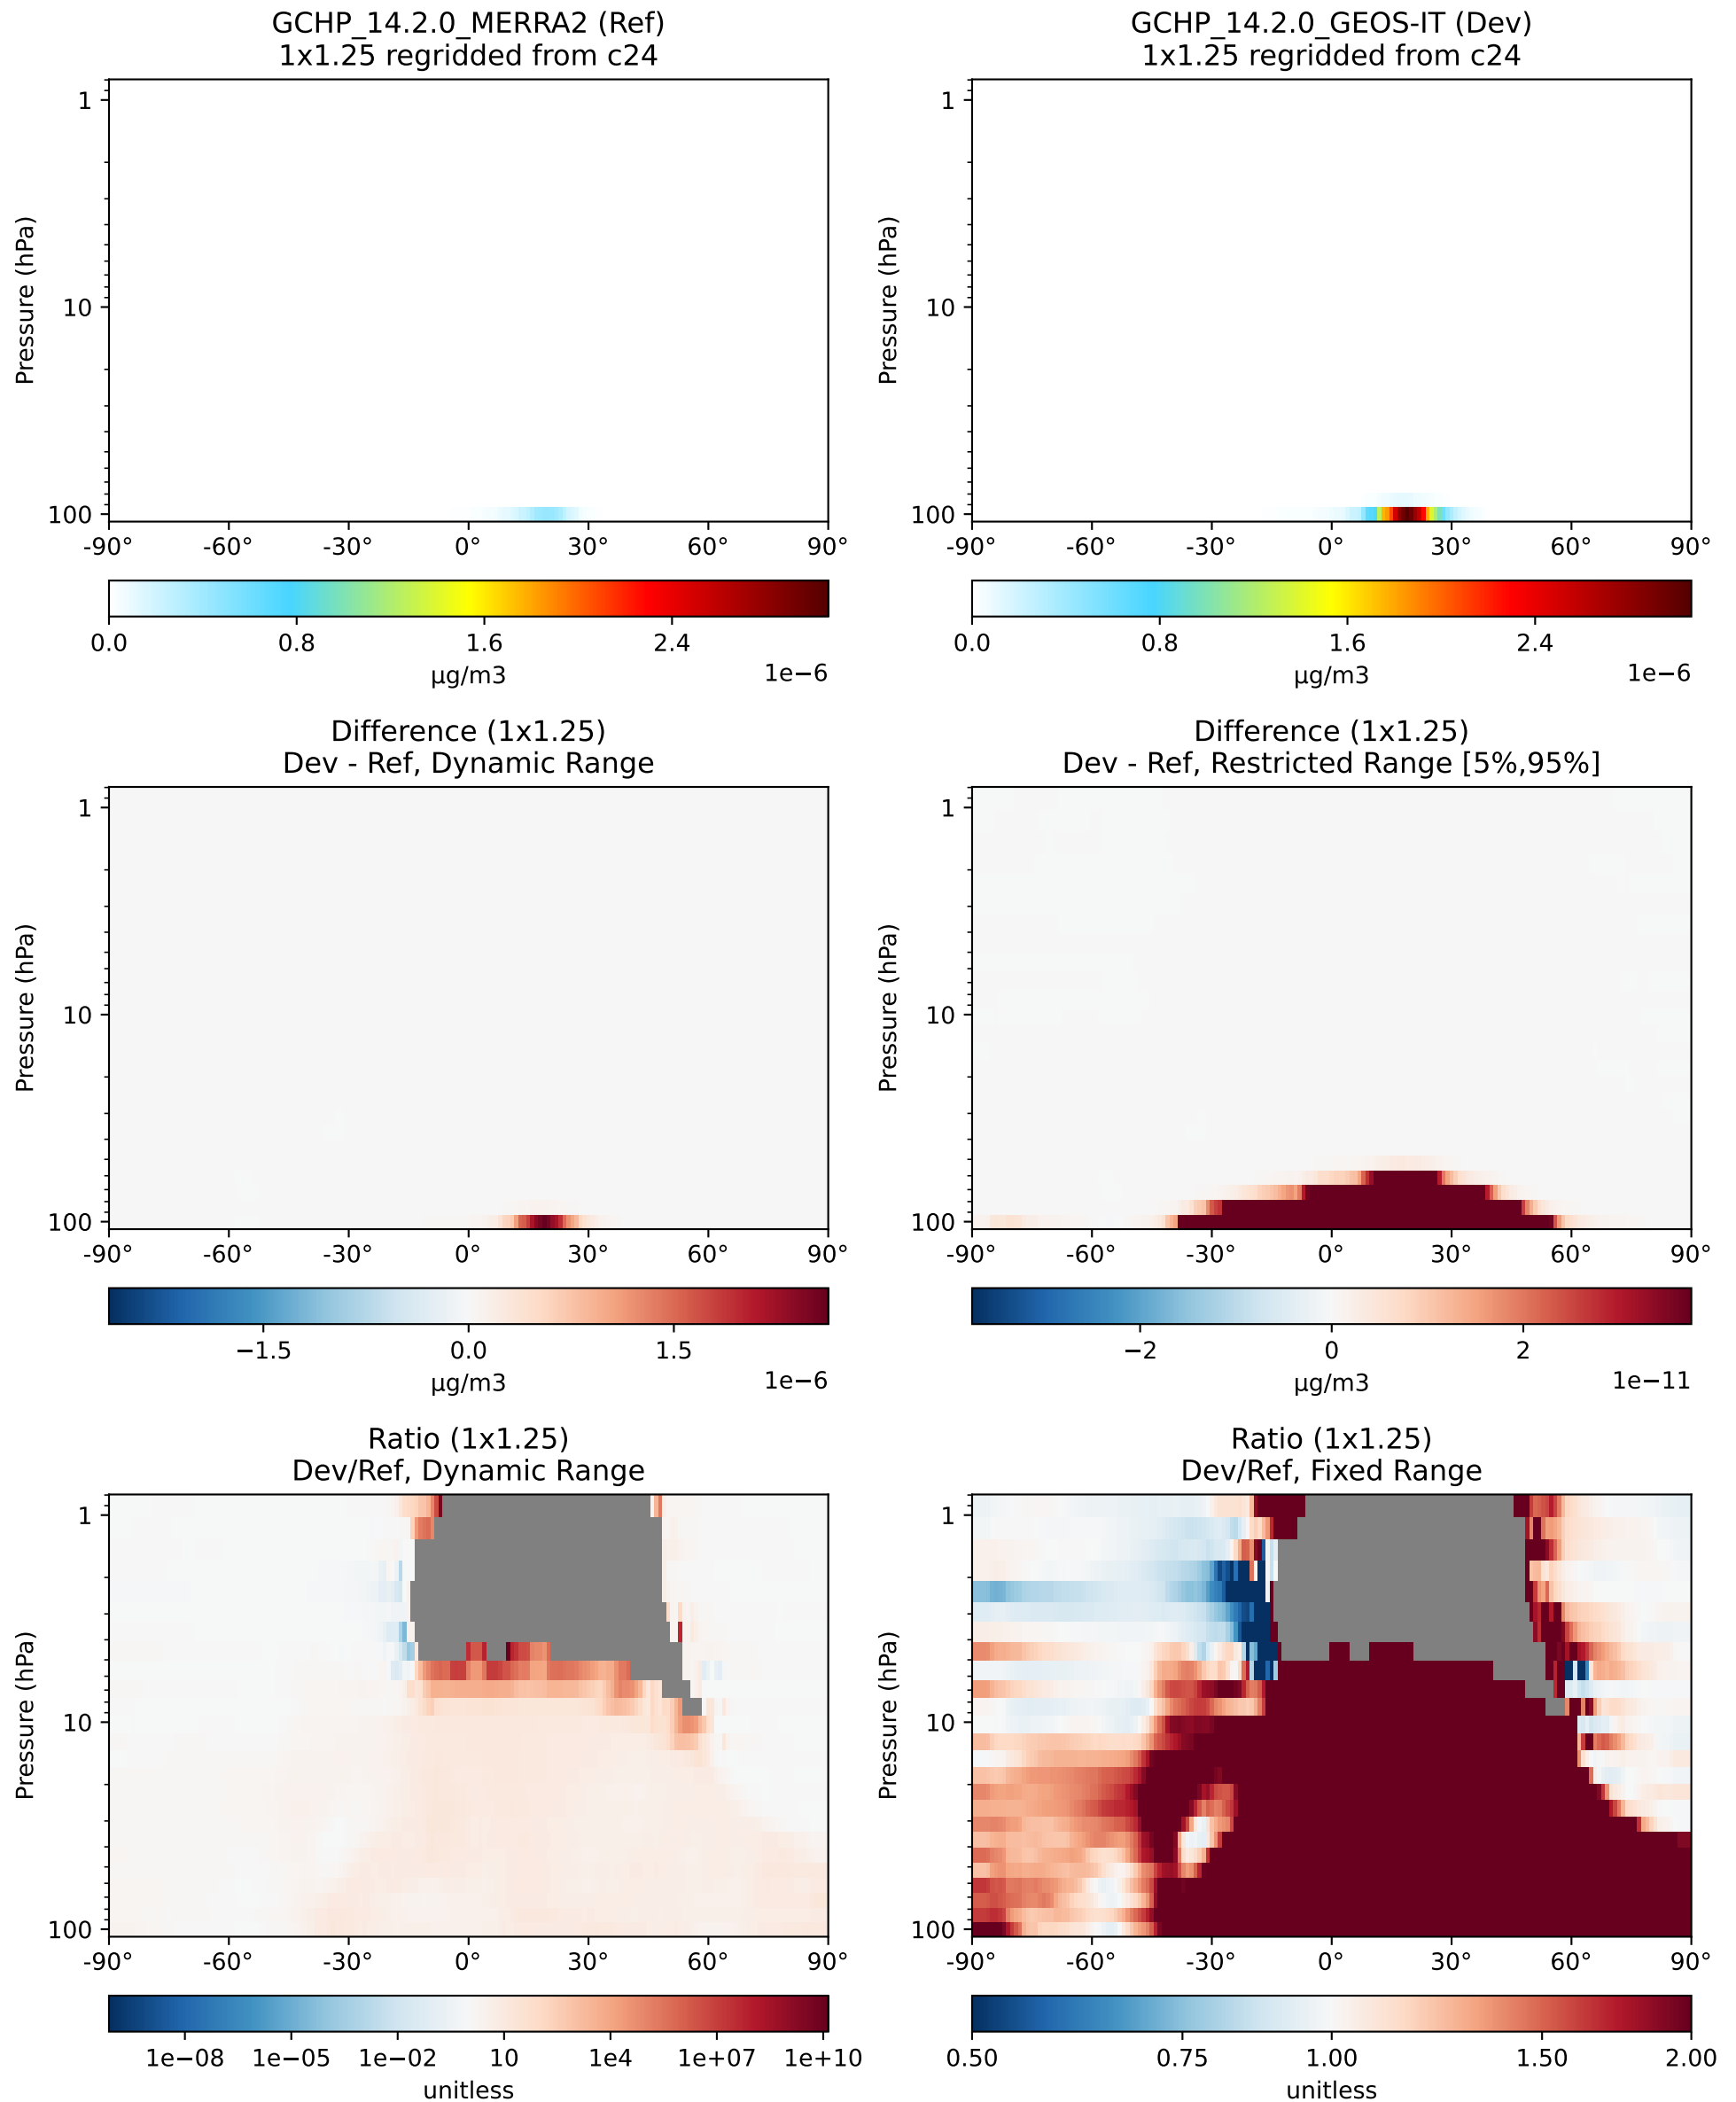 GCHP_14.2.0_MERRA2 (Ref)
1x1.25 regridded from c24
Pressure (hPa)
1
10
100
-90° -60° -30° 0° 30° 60° 90°
0.0 0.8 1.6 2.4
µg/m3 1e−6
GCHP_14.2.0_GEOS-IT (Dev)
1x1.25 regridded from c24
Pressure (hPa)
1
10
100
-90° -60° -30° 0° 30° 60° 90°
0.0 0.8 1.6 2.4
µg/m3 1e−6
Difference (1x1.25)
Dev - Ref, Dynamic Range
Pressure (hPa)
1
10
100
-90° -60° -30° 0° 30° 60° 90°
−1.5 0.0 1.5
µg/m3 1e−6
Difference (1x1.25)
Dev - Ref, Restricted Range [5%,95%]
Pressure (hPa)
1
10
100
-90° -60° -30° 0° 30° 60° 90°
−2 0 2
µg/m3 1e−11
Ratio (1x1.25)
Dev/Ref, Dynamic Range
Pressure (hPa)
1
10
100
-90° -60° -30° 0° 30° 60° 90°
1e−08 1e−05 1e−02 10 1e+04 1e+07 1e+10
unitless
Ratio (1x1.25)
Dev/Ref, Fixed Range
Pressure (hPa)
1
10
100
-90° -60° -30° 0° 30° 60° 90°
0.50 0.75 1.00 1.50 2.00
unitless